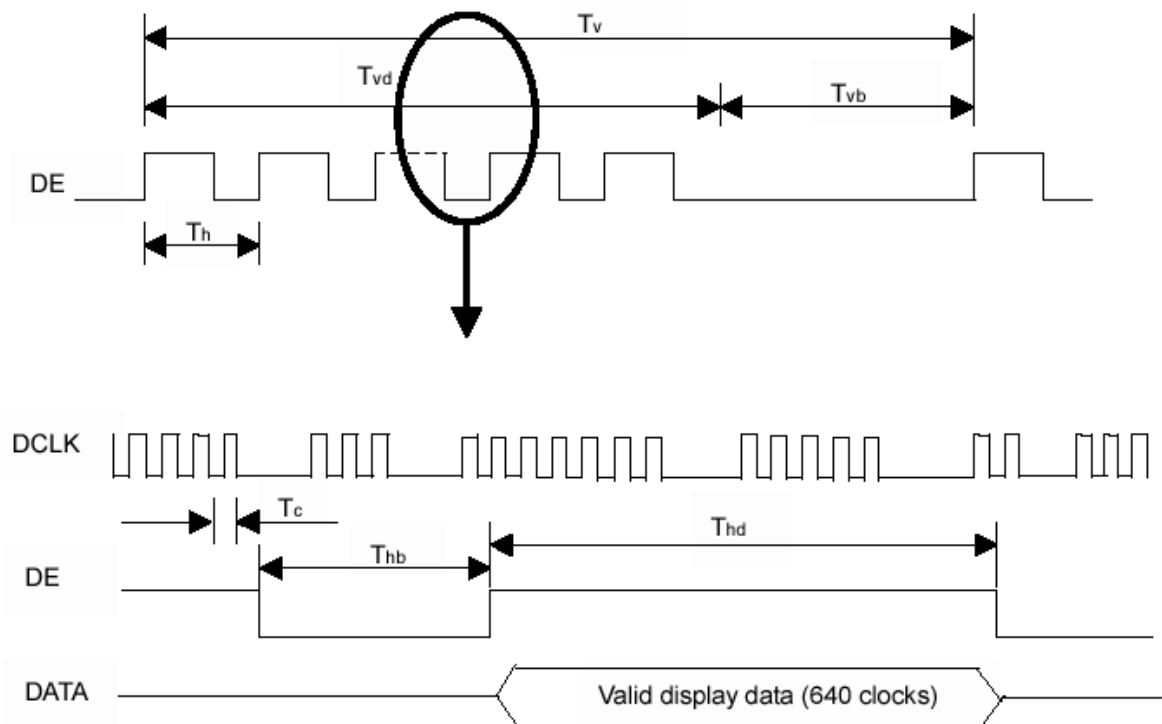 Tv
Tvd
Tvb
DE
Th
DCLK
Tc
Thd
Thb
DE
DATA
Valid display data (640 clocks)